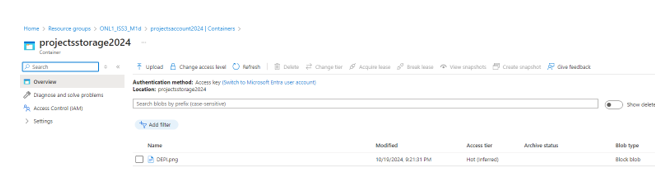 Home > Resource groups > ONL1_ISS3_M1d > projectsaccount2024 | Containers >
projectsstorage2024 ...
Container
Search
Upload Change access level Refresh Delete Change tier Acquire lease Break lease View snapshots Create snapshot Give feedback
Overview
Diagnose and solve problems
Access Control (IAM)
Settings
Authentication method: Access key (Switch to Microsoft Entra user account)
Location: projectsstorage2024
Search blobs by prefix (case-sensitive)
Show delete
Add filter
Name Modified Access tier Archive status Blob type
DEPI.png 10/19/2024, 9:21:31 PM Hot (Inferred) Block blob